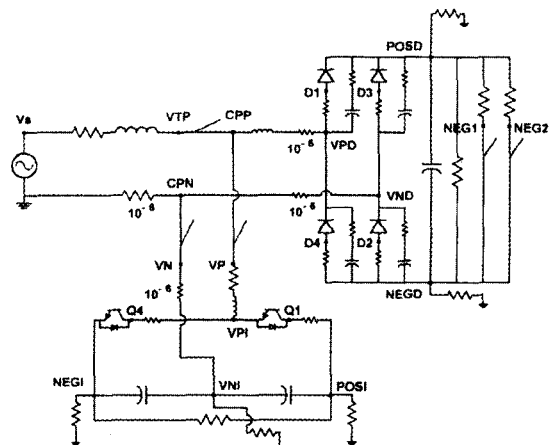 POSD
D1
D3
Vs
VTP
CPP
NEG1
NEG2
10-6
VPD
CPN
10-6
10-6
VND
D4
D2
VN
VP
10-6
NEGD
Q4
Q1
VPI
NEGI
VNI
POSI